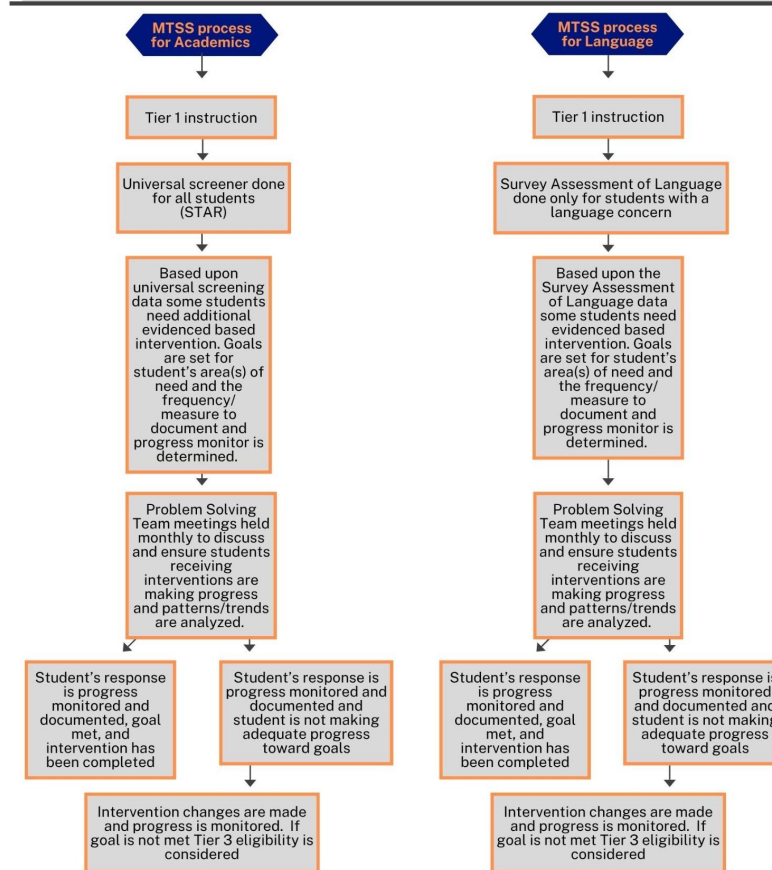 MTSS process
for Academics
Tier 1 instruction
Universal screener done
for all students
(STAR)
Based upon
universal screening
data some students
need additional
evidenced based
intervention. Goals
are set for
student's area(s) of
need and the
frequency/
measure to
document and
progress monitor is
determined.
Problem Solving
Team meetings held
monthly to discuss
and ensure students
receiving
interventions are
making progress
and patterns/trends
are analyzed.
Student's response
is progress
monitored and
documented, goal
met, and
intervention has
been completed
Student's response is
progress monitored and
documented and
student is not making
adequate progress
toward goals
Intervention changes are made
and progress is monitored. If
goal is not met Tier 3 eligibility is
considered
MTSS process
for Language
Tier 1 instruction
Survey Assessment of Language
done only for students with a
language concern
Based upon the
Survey Assessment
of Language data
some students need
evidenced based
intervention. Goals
are set for student's
area(s) of need and
the frequency/
measure to
document and
progress monitor is
determined.
Problem Solving
Team meetings held
monthly to discuss
and ensure students
receiving
interventions are
making progress
and patterns/trends
are analyzed.
Student's response
is progress
monitored and
documented, goal
met, and
intervention has
been completed
Student's response is
progress monitored
and documented and
student is not making
adequate progress
toward goals
Intervention changes are made
and progress is monitored. If
goal is not met Tier 3 eligibility is
considered